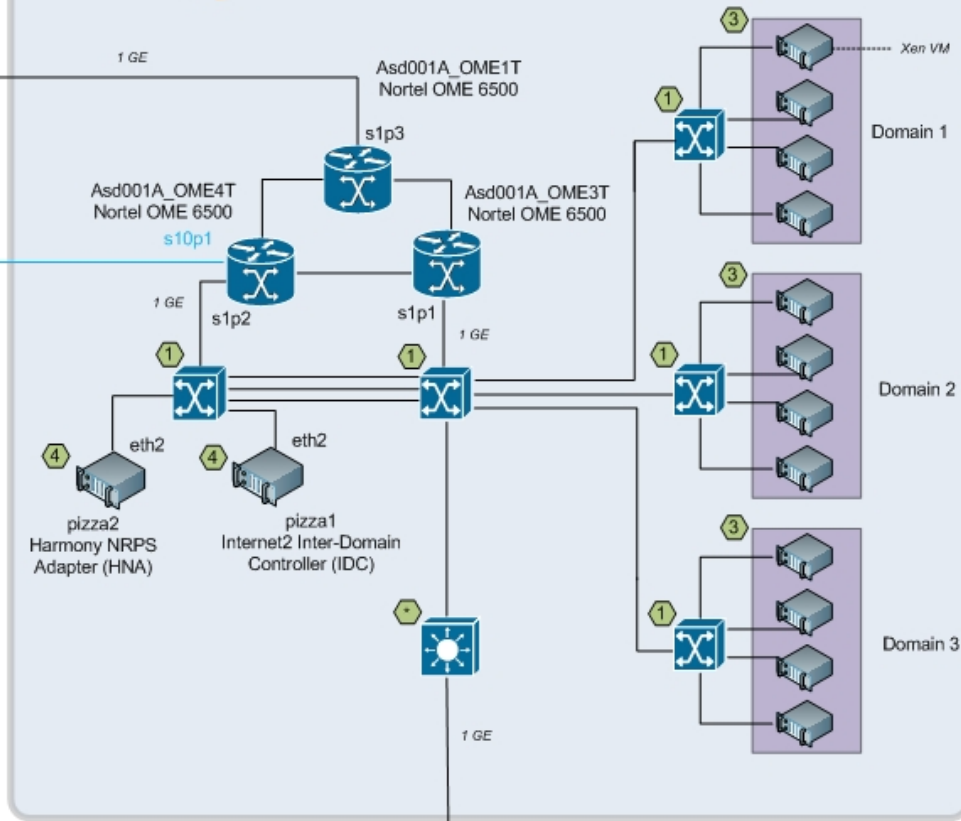 3
Xen VM
1 GE
Asd001A_OME1T
Nortel OME 6500
1
Domain 1
s1p3
Asd001A_OME4T
Nortel OME 6500
Asd001A_OME3T
Nortel OME 6500
s10p1
3
1 GE
s1p2
s1p1
1 GE
1
1
1
Domain 2
eth2
eth2
4
4
pizza2
Harmony NRPS
Adapter (HNA)
pizza1
Internet2 Inter-Domain
Controller (IDC)
3
*
1
Domain 3
1 GE